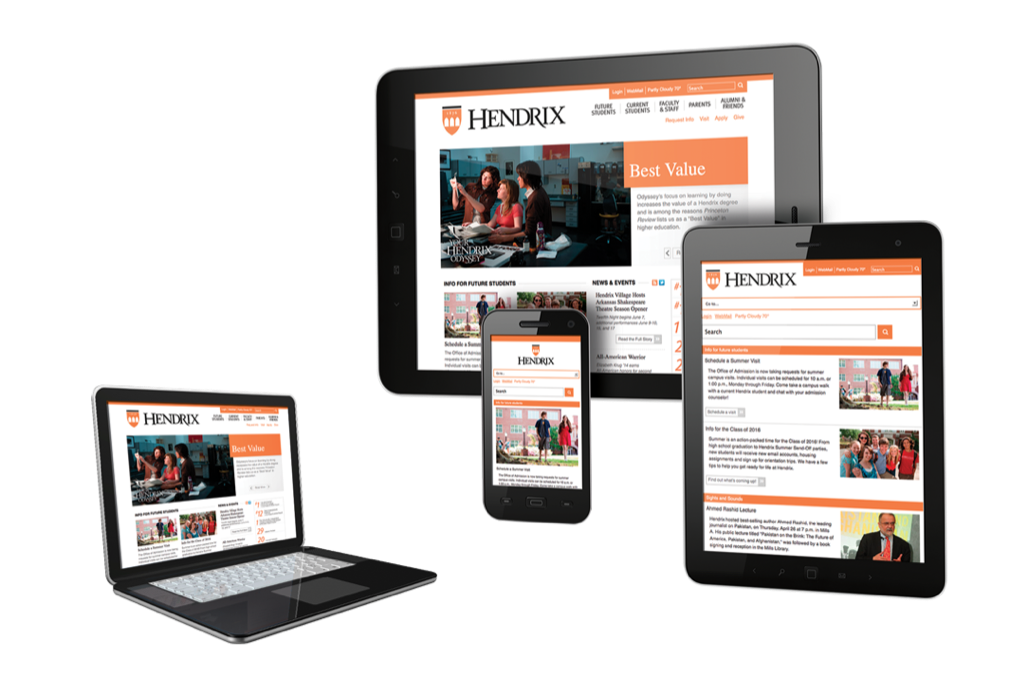 Login | WebMail | Partly Cloudy 70°
Search
HENDRIX
FUTURE STUDENTS
CURRENT STUDENTS
FACULTY & STAFF
PARENTS
ALUMNI & FRIENDS
Request Info Visit Apply Give
Best Value
Odyssey's focus on learning by doing
increases the value of a Hendrix degree
and is among the reasons Princeton
Review lists us as a "Best Value" in
higher education.
YOUR
HENDRIX
ODYSSEY
INFO FOR FUTURE STUDENTS
NEWS & EVENTS
Hendrix Village Hosts
Arkansas Shakespeare
Theatre Season Opener
Read the Full Story
All-American Warrior
Schedule a Sum
The Office of Admission is
requests for summer
Individual visits can
HENDRIX
Login | WebMail | Partly Cloudy 70°
Search
Go to...
Login WebMail Partly Cloudy 70°
Search
Info for future students
Schedule a Summer Visit
The Office of Admission is now taking requests for summer
campus visits. Individual visits can be scheduled for 10 a.m. or
1:00 p.m., Monday through Friday. Come take a campus walk
with a current Hendrix student and chat with your admission
counselor!
Schedule a visit
Info for the Class of 2016
Summer is an action-packed time for the Class of 2016! From
high school graduation to Hendrix Summer Send-Off parties,
new students will receive new email accounts, housing
assignments and sign up for orientation trips. We have a few
tips to help you get ready for life at Hendrix.
Find out what's coming up!
Sights and Sounds
Ahmed Rashid Lecture
Hendrix hosted best-selling author Ahmed Rashid, the leading
journalist on Pakistan, on Thursday, April 26 at 7 p.m. in Mills
A. His public lecture titled "Pakistan on the Brink: The Future of
America, Pakistan, and Afghanistan," was followed by a book
signing and reception in the Mills Library.
HENDRIX
Go to...
Search
Schedule a Summer Visit
The Office of Admission is now taking
HENDRIX
Best Value
HENDRIX
ODYSSEY
INFO FOR FUTURE STUDENTS
NEWS & EVENTS